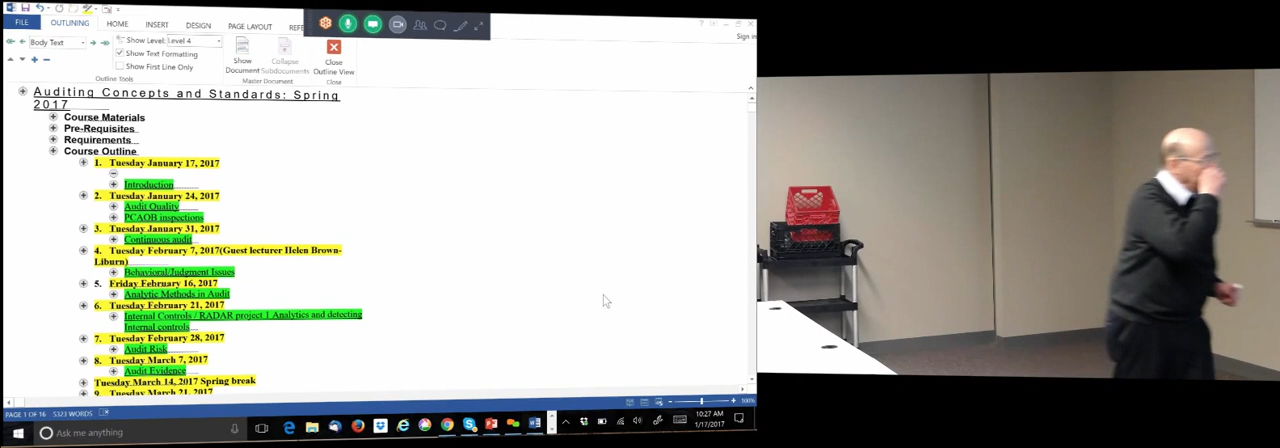 FILE OUTLINING HOME INSERT DESIGN PAGE LAYOUT REFE
Sign in
Body Text Show Level: Level 4
Show Text Formatting
Show First Line Only
Show Document Collapse Subdocuments Close Outline View
Outline Tools Master Document Close
Auditing Concepts and Standards: Spring
2017
Course Materials
Pre-Requisites
Requirements
Course Outline
1. Tuesday January 17, 2017
Introduction
2. Tuesday January 24, 2017
Audit Quality
PCAOB inspections
3. Tuesday January 31, 2017
Continuous audit
4. Tuesday February 7, 2017(Guest lecturer Helen Brown-
Liburn)
Behavioral/Judgment Issues
5. Friday February 16, 2017
Analytic Methods in Audit
6. Tuesday February 21, 2017
Internal Controls / RADAR project 1 Analytics and detecting
Internal controls
7. Tuesday February 28, 2017
Audit Risk
8. Tuesday March 7, 2017
Audit Evidence
Tuesday March 14, 2017 Spring break
9. Tuesday March 21, 2017
PAGE 1 OF 16 5323 WORDS 100%
Ask me anything
10:27 AM
1/17/2017